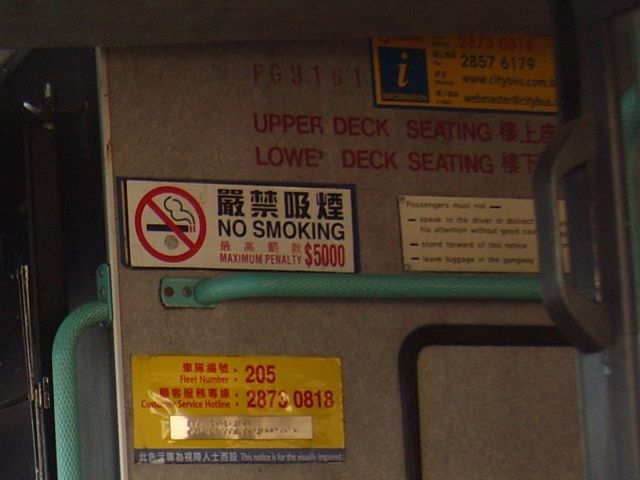 2873 0818
2857 6179
www.citybus.com
webmaster@citybus
INFORMATION
FG3161
UPPER DECK SEATING 樓上座
LOWE DECK SEATING 樓下
嚴禁吸煙
NO SMOKING
最高罰款
MAXIMUM PENALTY $5000
Passengers must not —
— speak to the driver or distract
his attention without good cau
— stand forward of this notice
— leave luggage in the gangway
車隊編號 :
Fleet Number : 205
顧客服務專線 :
Customer Service Hotline : 2873 0818
此告示專為視障人士而設 This notice is for the visually impaired